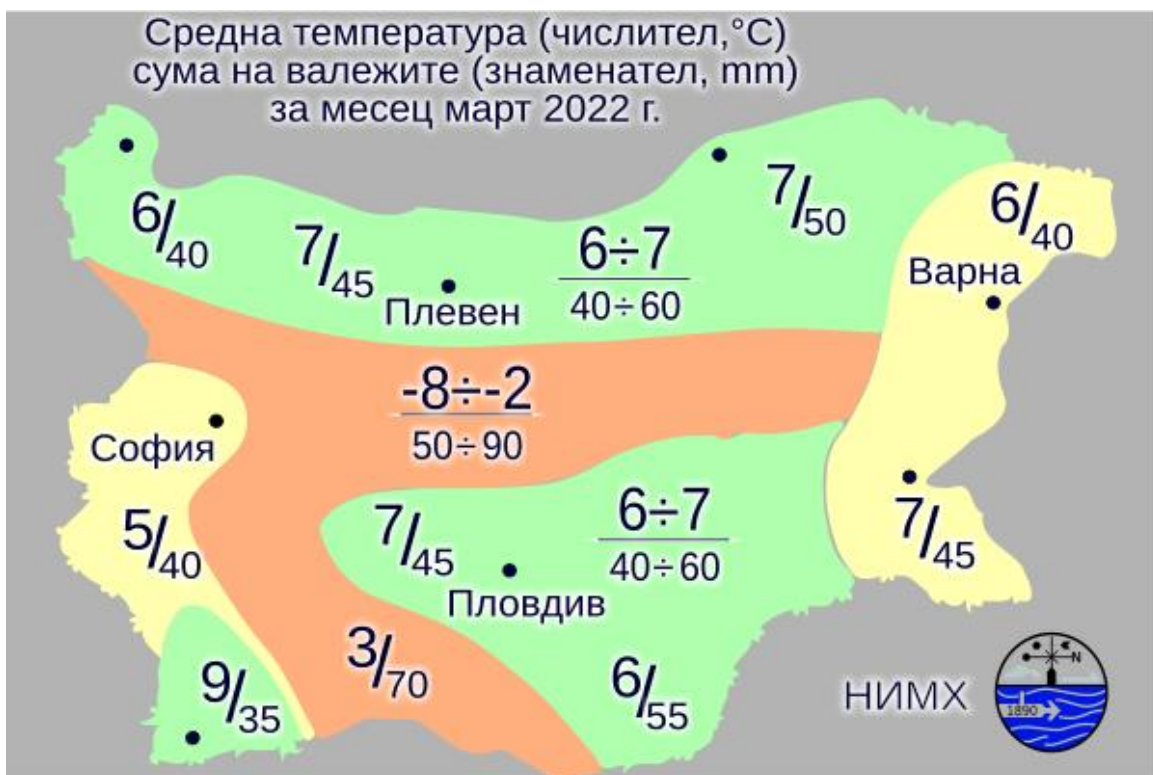 Средна температура (числител,°C)
сума на валежите (знаменател, mm)
за месец март 2022 г.
6/40
7/45
Плевен
6÷7
40÷60
7/50
6/40
Варна
-8÷-2
50÷90
София
5/40
7/45
Пловдив
6÷7
40÷60
7/45
9/35
3/70
6/55
НИМХ
N
1890